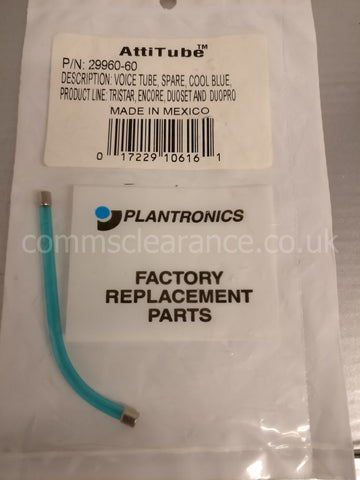 AttiTube™
P/N: 29960-60
DESCRIPTION: VOICE TUBE, SPARE, COOL BLUE,
PRODUCT LINE: TRISTAR, ENCORE, DUOSET AND DUOPRO
MADE IN MEXICO
0 17229 10616 1
PLANTRONICS
commsclearance.co.uk
FACTORY
REPLACEMENT
PARTS